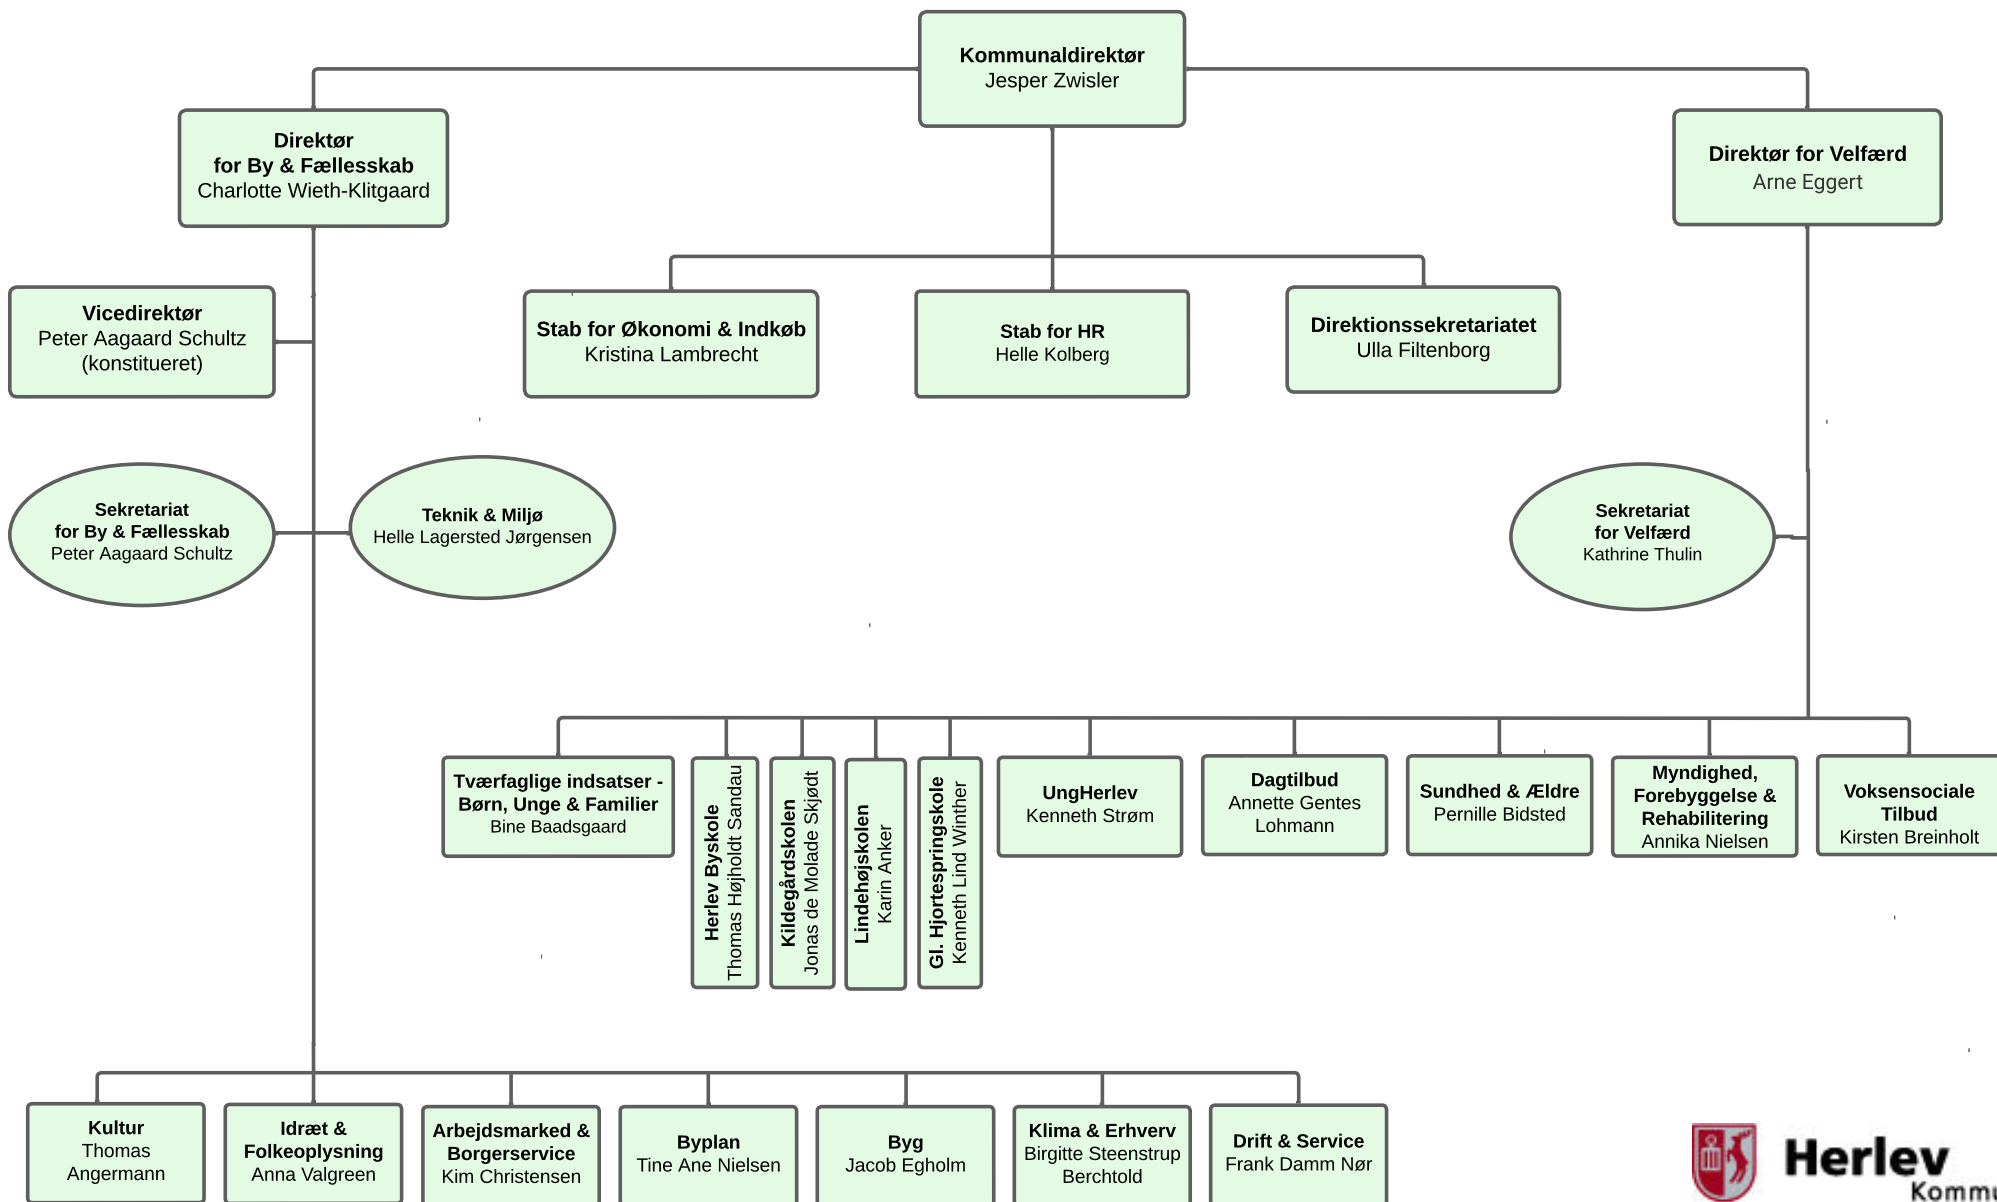 Kommunaldirektør
Jesper Zwisler
Direktør
for By & Fællesskab
Charlotte Wieth-Klitgaard
Direktør for Velfærd
Arne Eggert
Vicedirektør
Peter Aagaard Schultz
(konstitueret)
Stab for Økonomi & Indkøb
Kristina Lambrecht
Stab for HR
Helle Kolberg
Direktionssekretariatet
Ulla Filtenborg
Sekretariat
for By & Fællesskab
Peter Aagaard Schultz
Teknik & Miljø
Helle Lagersted Jørgensen
Sekretariat
for Velfærd
Kathrine Thulin
Tværfaglige indsatser -
Børn, Unge & Familier
Bine Baadsgaard
Herlev Byskole
Thomas Højholdt Sandau
Kildegårdskolen
Jonas de Molade Skjødt
Lindehøjskolen
Karin Anker
Gl. Hjortespringskole
Kenneth Lind Winther
UngHerlev
Kenneth Strøm
Dagtilbud
Annette Gentes
Lohmann
Sundhed & Ældre
Pernille Bidsted
Myndighed,
Forebyggelse &
Rehabilitering
Annika Nielsen
Voksensociale
Tilbud
Kirsten Breinholt
Kultur
Thomas
Angermann
Idræt &
Folkeoplysning
Anna Valgreen
Arbejdsmarked &
Borgerservice
Kim Christensen
Byplan
Tine Ane Nielsen
Byg
Jacob Egholm
Klima & Erhverv
Birgitte Steenstrup
Berchtold
Drift & Service
Frank Damm Nør
Herlev
Kommu